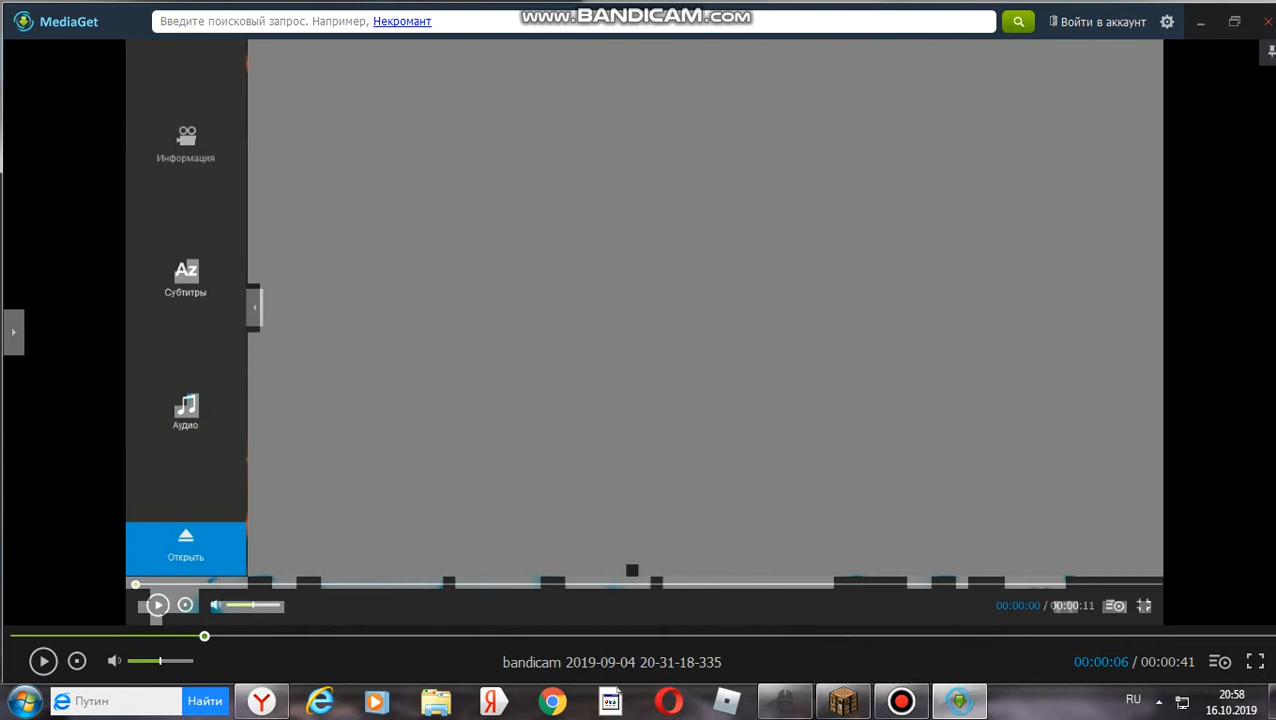 MediaGet
Введите поисковый запрос. Например, Некромант
WWW.BANDICAM.COM
Войти в аккаунт
Информация
Az
Субтитры
Аудио
Открыть
00:00:00 / 00:00:11
bandicam 2019-09-04 20-31-18-335
00:00:06 / 00:00:41
Путин
Найти
RU
20:58
16.10.2019